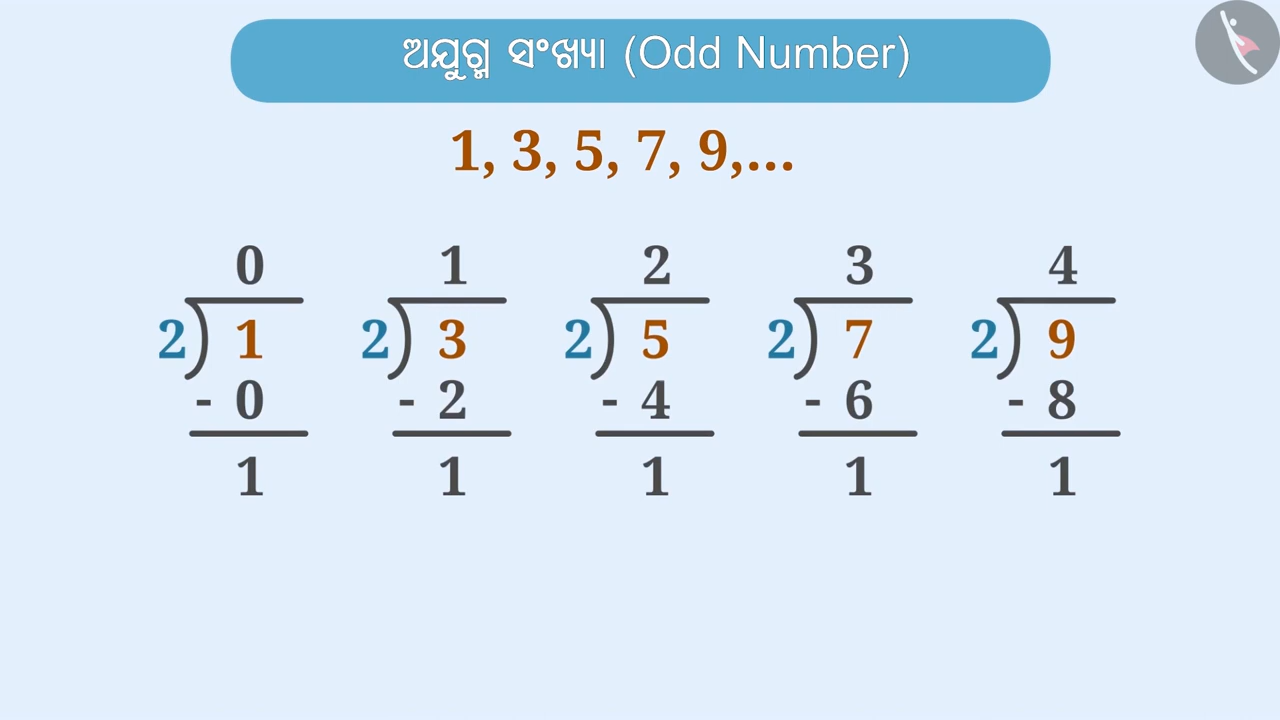 ଅଯୁଗ୍ମ ସଂଖ୍ୟା (Odd Number)
1, 3, 5, 7, 9,...
0 1 2 3 4
2) 1 2) 3 2) 5 2) 7 2) 9
- 0 - 2 - 4 - 6 - 8
1 1 1 1 1